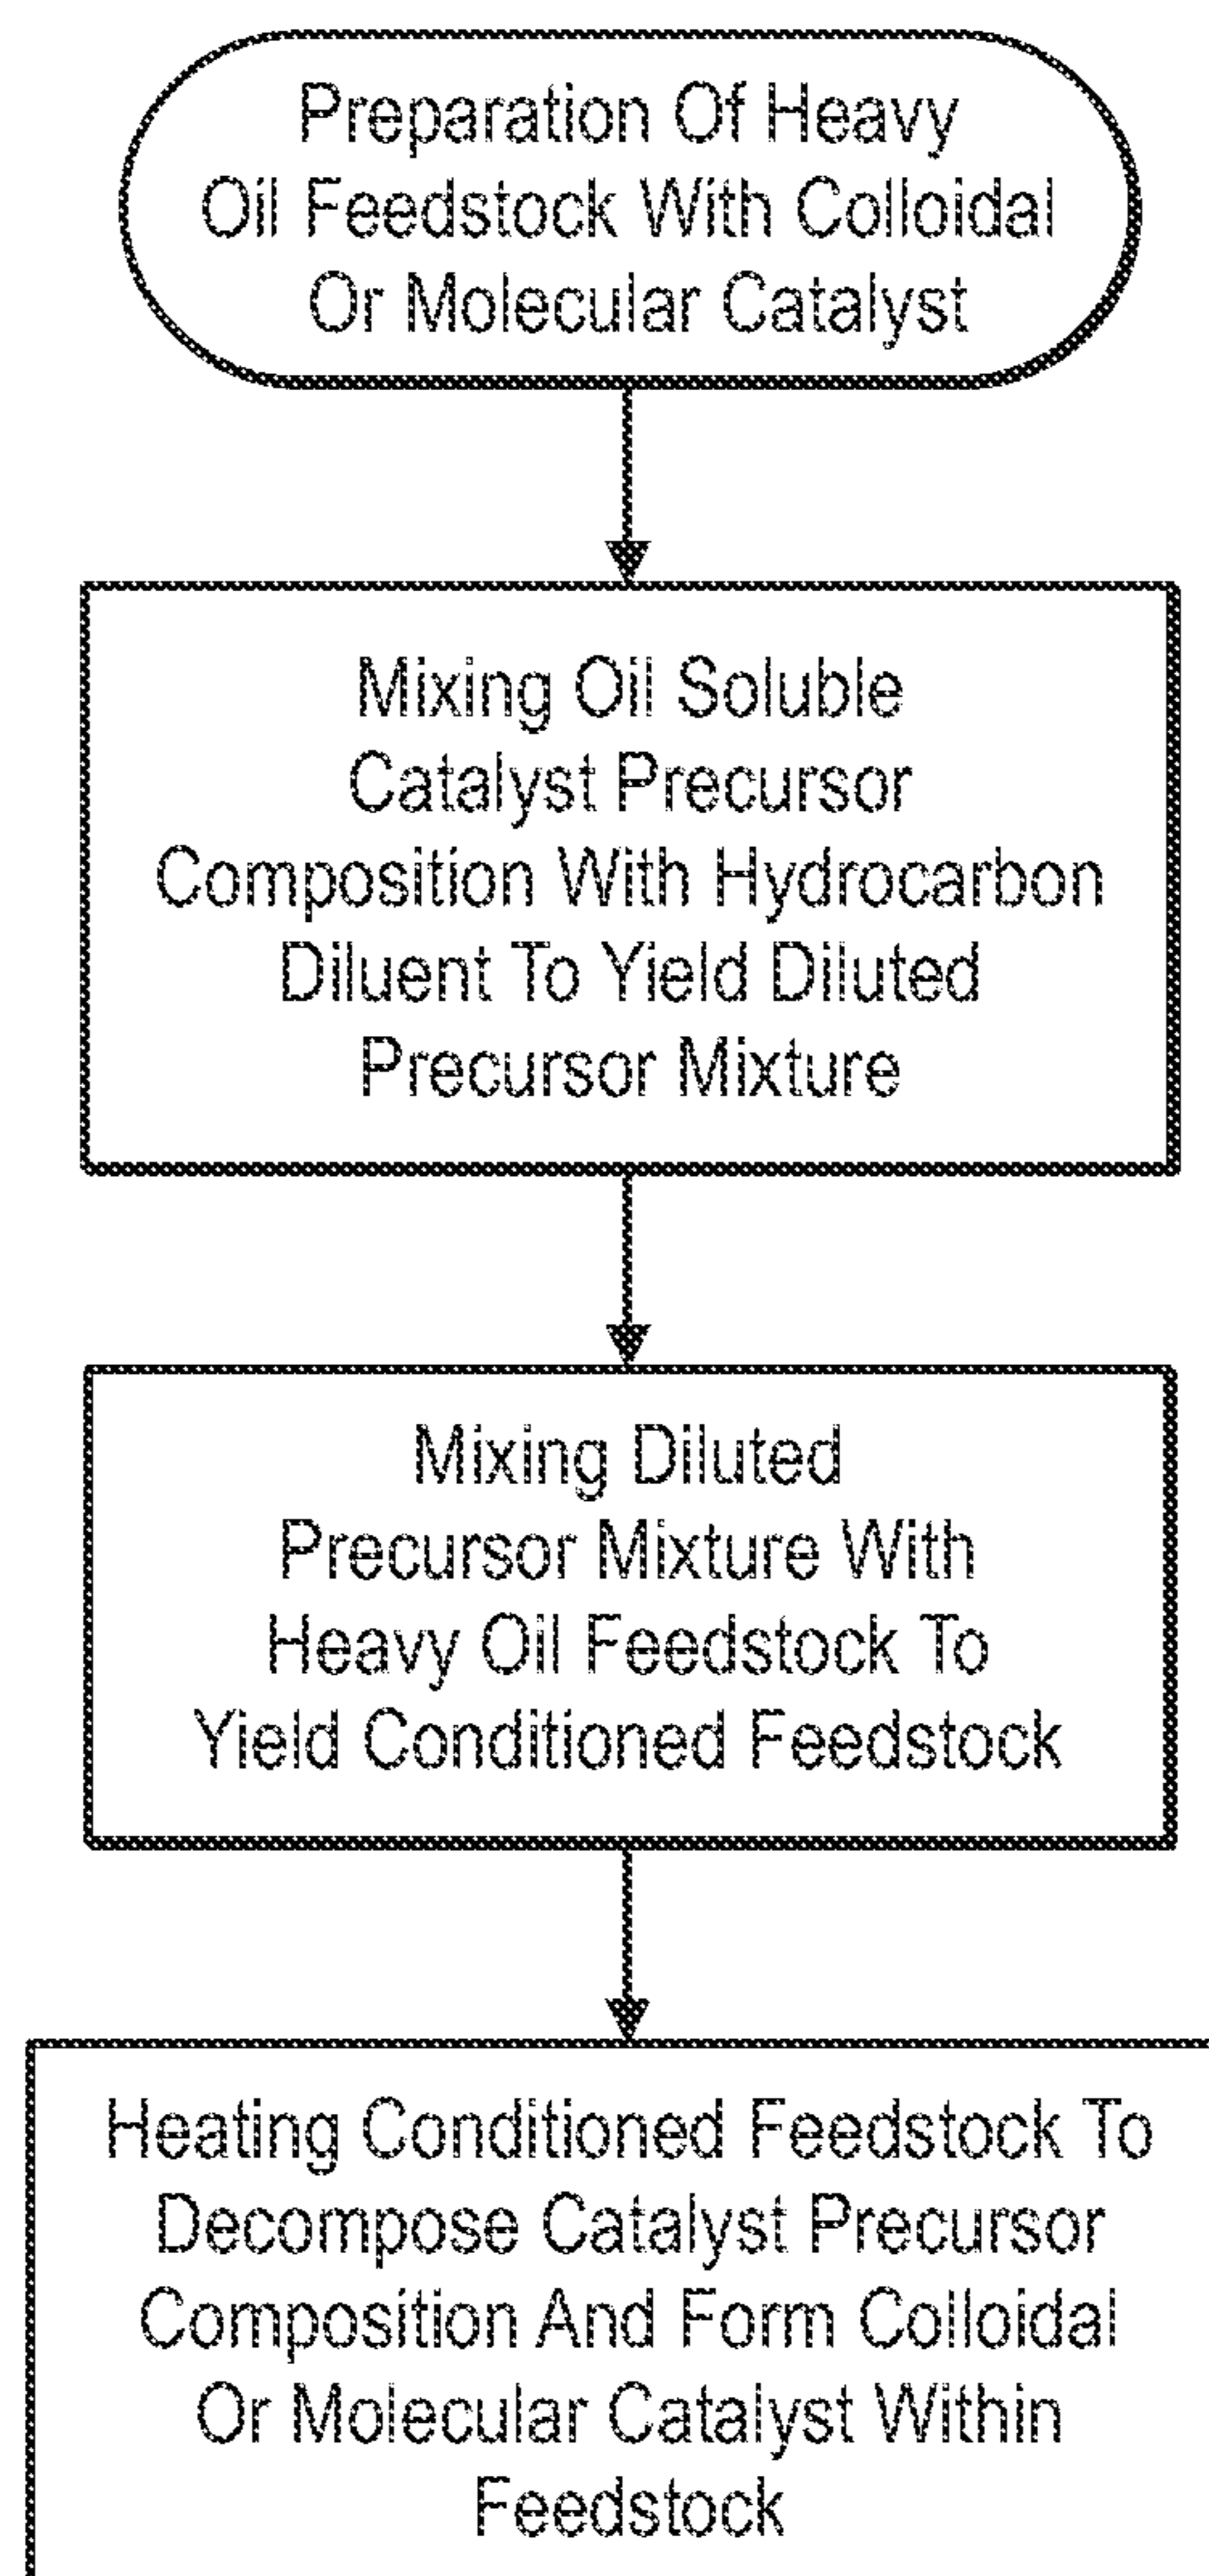 Preparation Of Heavy
Oil Feedstock With Colloidal
Or Molecular Catalyst
Mixing Oil Soluble
Catalyst Precursor
Composition With Hydrocarbon
Diluent To Yield Diluted
Precursor Mixture
Mixing Diluted
Precursor Mixture With
Heavy Oil Feedstock To
Yield Conditioned Feedstock
Heating Conditioned Feedstock To
Decompose Catalyst Precursor
Composition And Form Colloidal
Or Molecular Catalyst Within
Feedstock